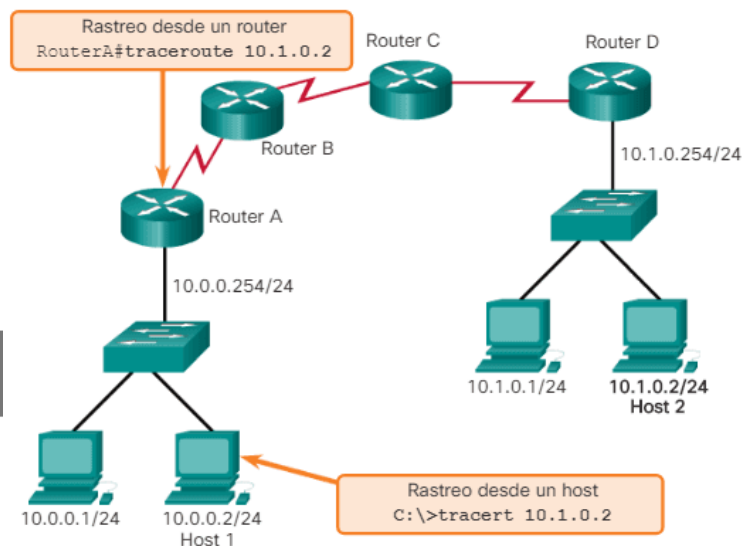 Rastreo desde un router
RouterA#traceroute 10.1.0.2
Router C
Router D
Router B
10.1.0.254/24
Router A
10.0.0.254/24
10.1.0.1/24
10.1.0.2/24
Host 2
Rastreo desde un host
C:\>tracert 10.1.0.2
10.0.0.1/24
10.0.0.2/24
Host 1